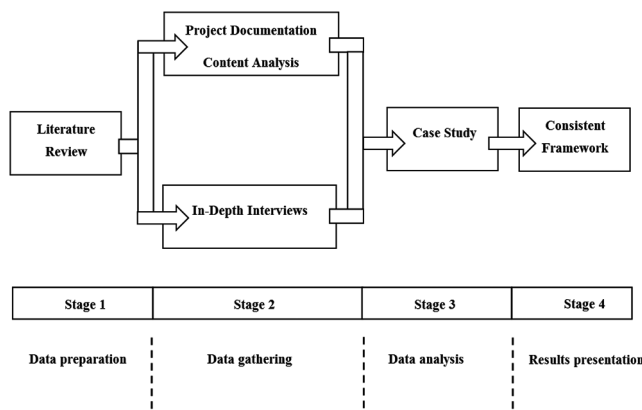 Project Documentation
Content Analysis
Literature
Review
Case Study
Consistent
Framework
In-Depth Interviews
Stage 1
Stage 2
Stage 3
Stage 4
Data preparation
Data gathering
Data analysis
Results presentation